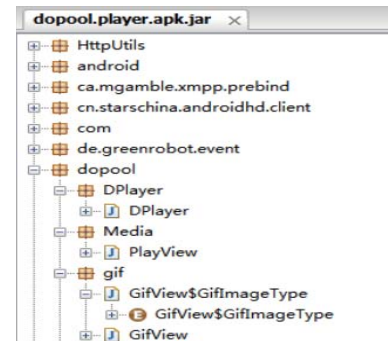 dopool.player.apk.jar
HttpUtils
android
ca.mgamble.xmpp.prebind
cn.starschina.androidhd.client
com
de.greenrobot.event
dopool
DPlayer
J DPlayer
Media
J PlayView
gif
J GifView$GifImageType
E GifView$GifImageType
J GifView